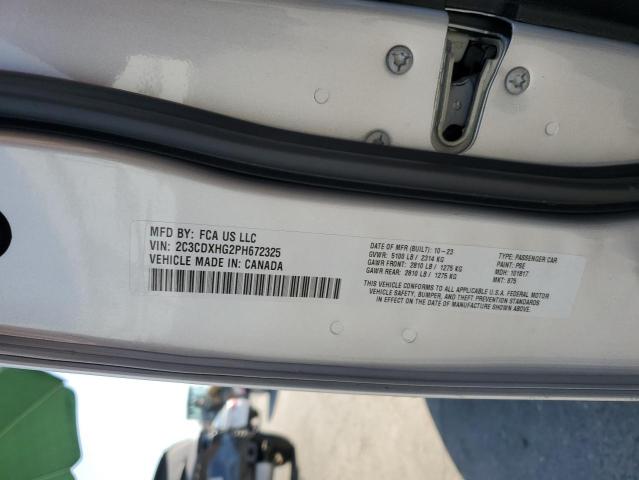 MFD BY: FCA US LLC
VIN: 2C3CDXHG2PH672325
VEHICLE MADE IN: CANADA
DATE OF MFR (BUILT): 10-23
GVWR: 5100 LB / 2314 KG
GAWR FRONT: 2810 LB / 1275 KG
GAWR REAR: 2810 LB / 1275 KG
TYPE: PASSENGER CAR
PAINT: PSE
MDH: 101817
MKT: 875
THIS VEHICLE CONFORMS TO ALL APPLICABLE U.S.A. FEDERAL MOTOR
VEHICLE SAFETY, BUMPER, AND THEFT PREVENTION STANDARDS
IN EFFECT ON THE DATE OF MANUFACTURE SHOWN ABOVE.